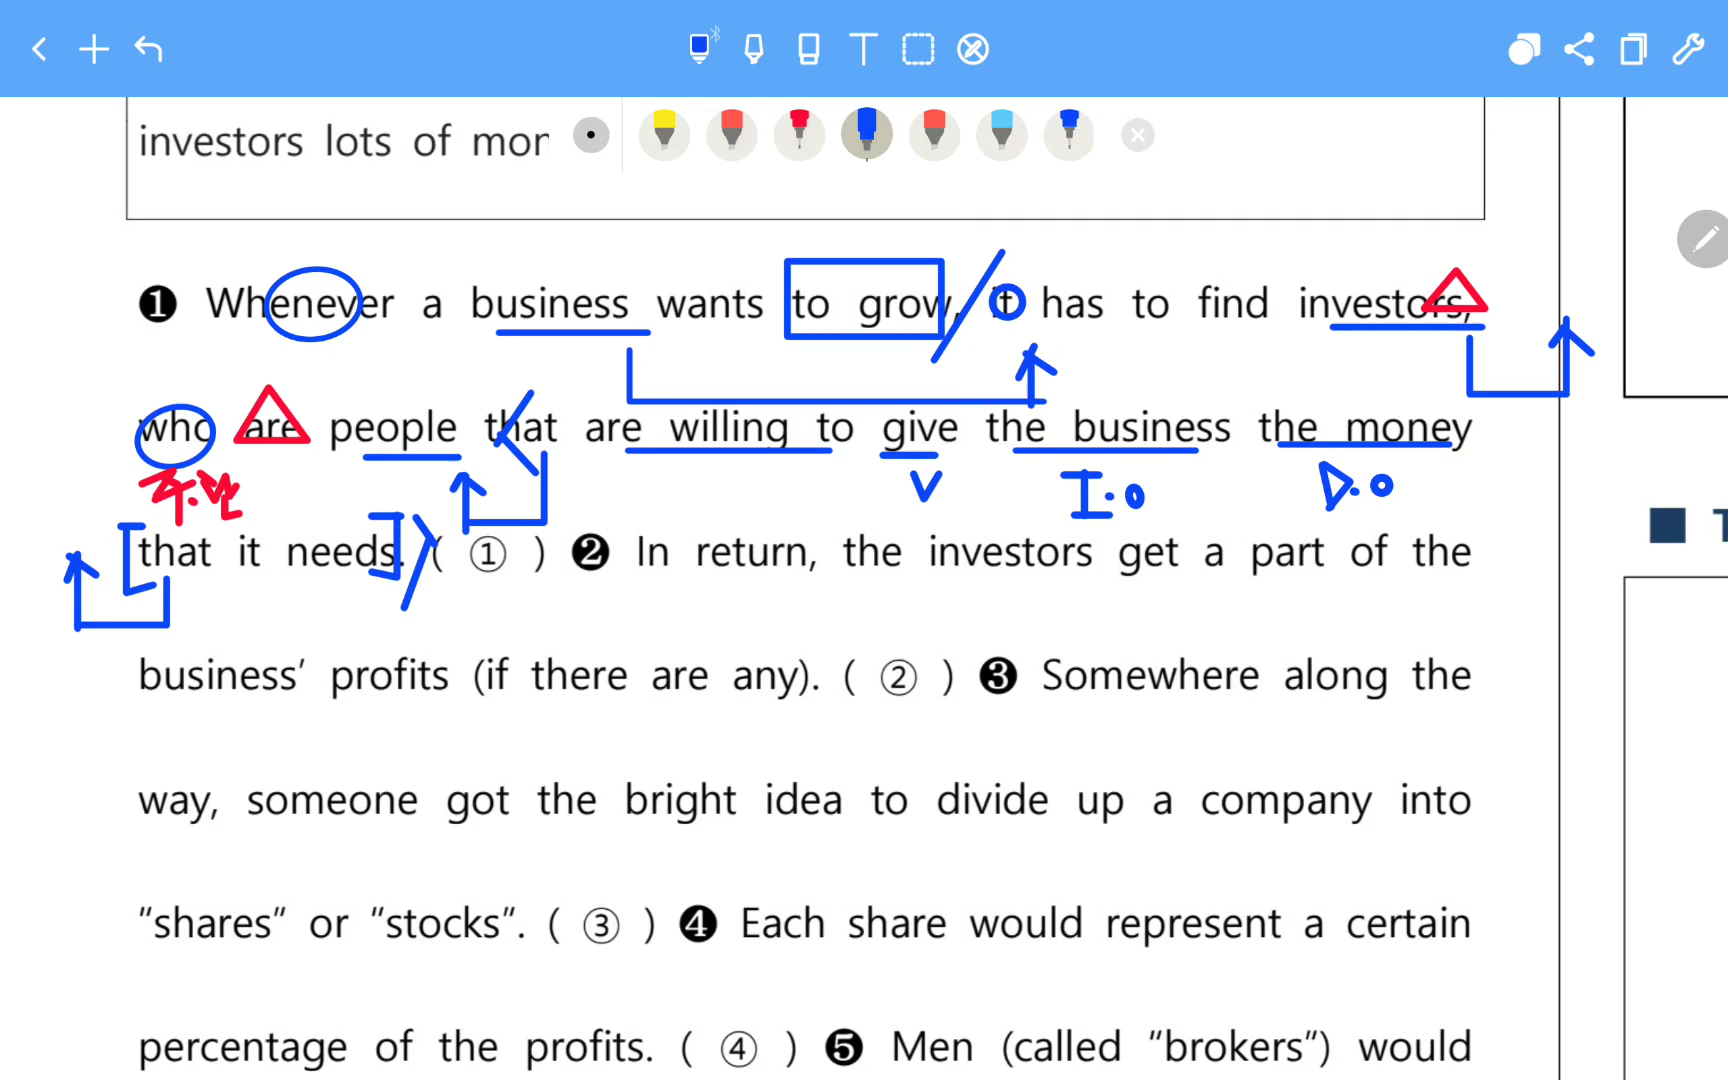 investors lots of mon
❶ Whenever a business wants to grow, it has to find investors,
who are people that are willing to give the business the money
주.관 V I.O D.O
that it needs. ( ① ) ❷ In return, the investors get a part of the
business’ profits (if there are any). ( ② ) ❸ Somewhere along the
way, someone got the bright idea to divide up a company into
“shares” or “stocks”. ( ③ ) ❹ Each share would represent a certain
percentage of the profits. ( ④ ) ❺ Men (called “brokers”) would